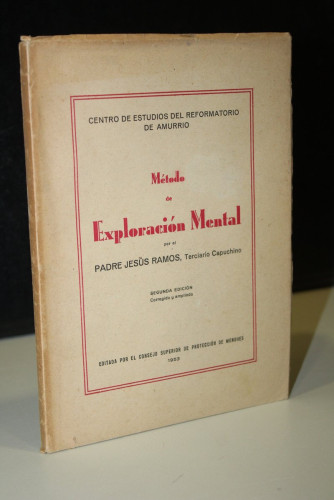 CENTRO DE ESTUDIOS DEL REFORMATORIO
DE AMURRIO
Método
de
Exploración Mental
por el
PADRE JESÚS RAMOS, Terciario Capuchino
SEGUNDA EDICION
Corregida y ampliada
EDITADA POR EL CONSEJO SUPERIOR DE PROTECCIÓN DE MENORES